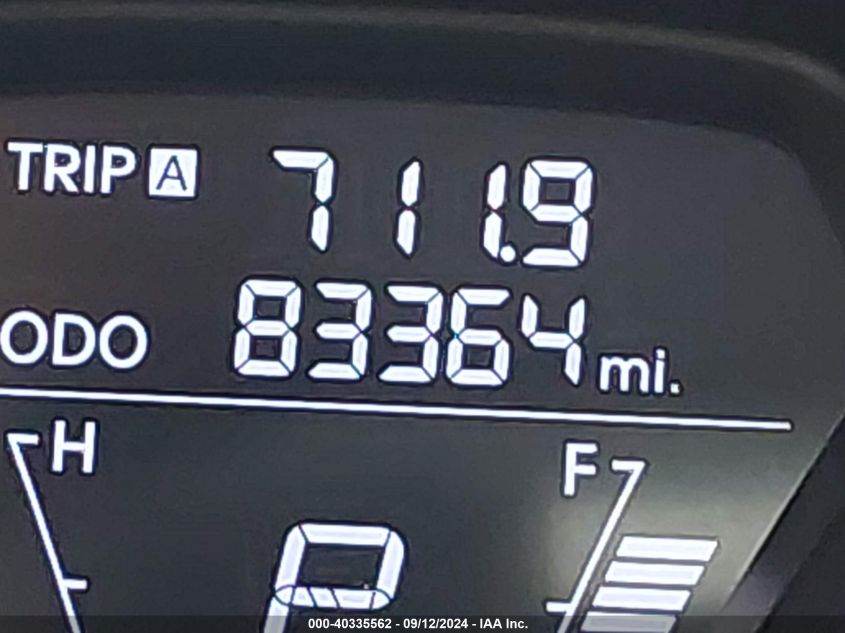 TRIP A 711.9
ODO 83364 mi.
H F
P
000-40335562 - 09/12/2024 - IAA Inc.